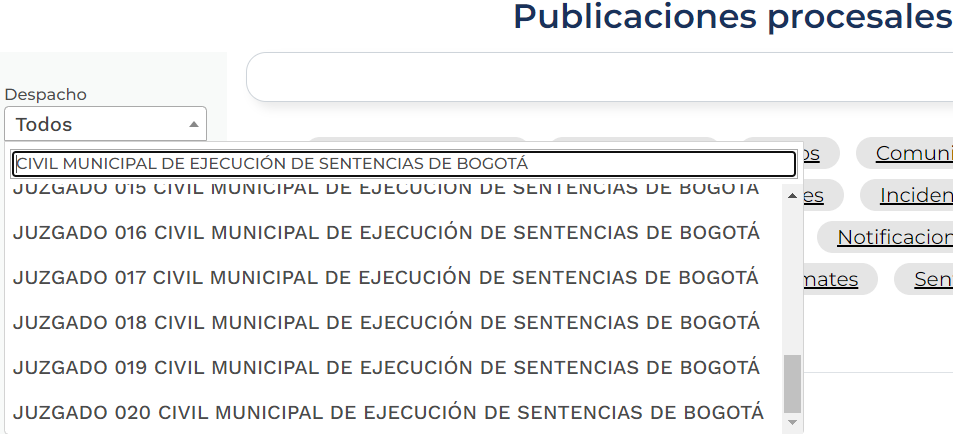 Publicaciones procesales
Despacho
Todos
CIVIL MUNICIPAL DE EJECUCIÓN DE SENTENCIAS DE BOGOTÁ
JUZGADO 015 CIVIL MUNICIPAL DE EJECUCIÓN DE SENTENCIAS DE BOGOTÁ
JUZGADO 016 CIVIL MUNICIPAL DE EJECUCIÓN DE SENTENCIAS DE BOGOTÁ
JUZGADO 017 CIVIL MUNICIPAL DE EJECUCIÓN DE SENTENCIAS DE BOGOTÁ
JUZGADO 018 CIVIL MUNICIPAL DE EJECUCIÓN DE SENTENCIAS DE BOGOTÁ
JUZGADO 019 CIVIL MUNICIPAL DE EJECUCIÓN DE SENTENCIAS DE BOGOTÁ
JUZGADO 020 CIVIL MUNICIPAL DE EJECUCIÓN DE SENTENCIAS DE BOGOTÁ
os Comuni
es Inciden
Notificacion
mates Sen